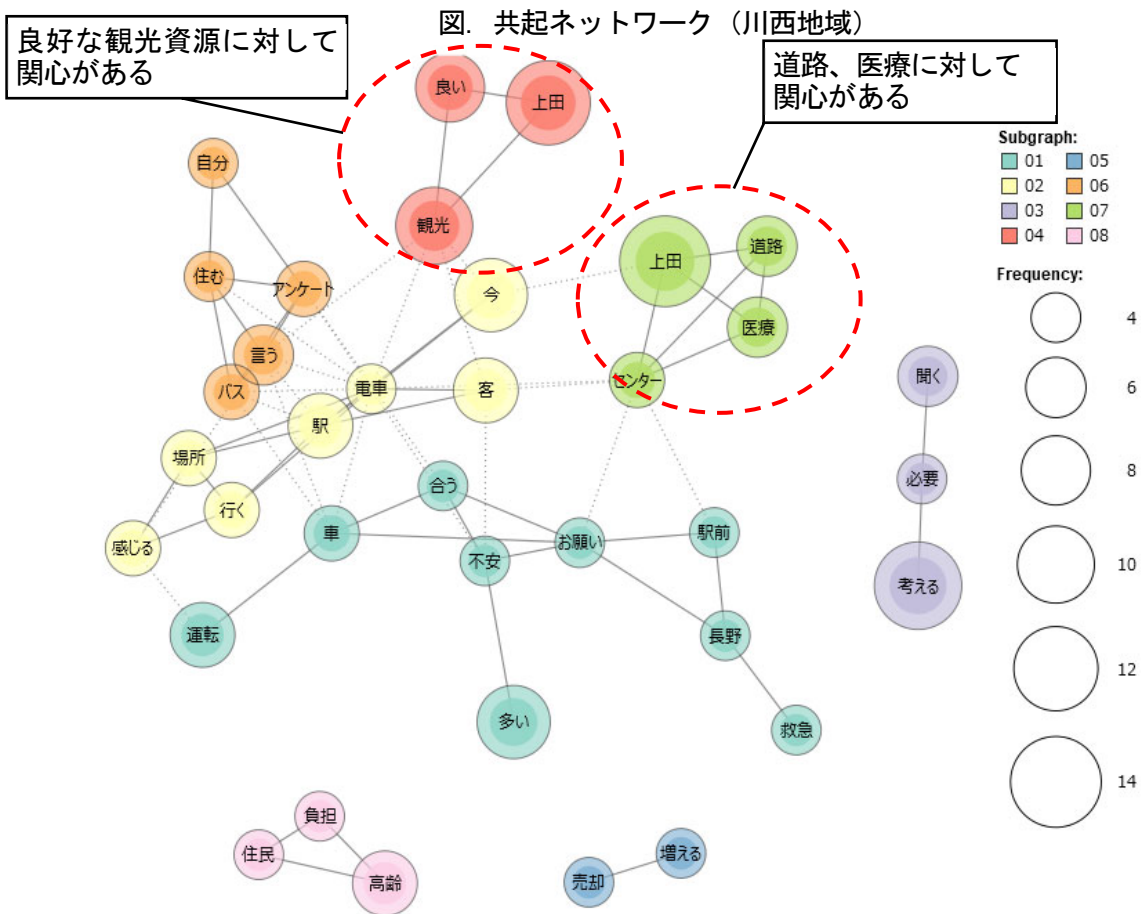 図. 共起ネットワーク（川西地域）
良好な観光資源に対して
関心がある
道路、医療に対して
関心がある
良い
上田
自分
観光
住む
アンケート
今
上田
道路
医療
言う
バス
電車
客
センター
駅
場所
行く
感じる
合う
車
不安
お願い
駅前
運転
長野
多い
救急
聞く
必要
考える
負担
住民
高齢
増える
売却
Subgraph:
01 05
02 06
03 07
04 08
Frequency:
4
6
8
10
12
14